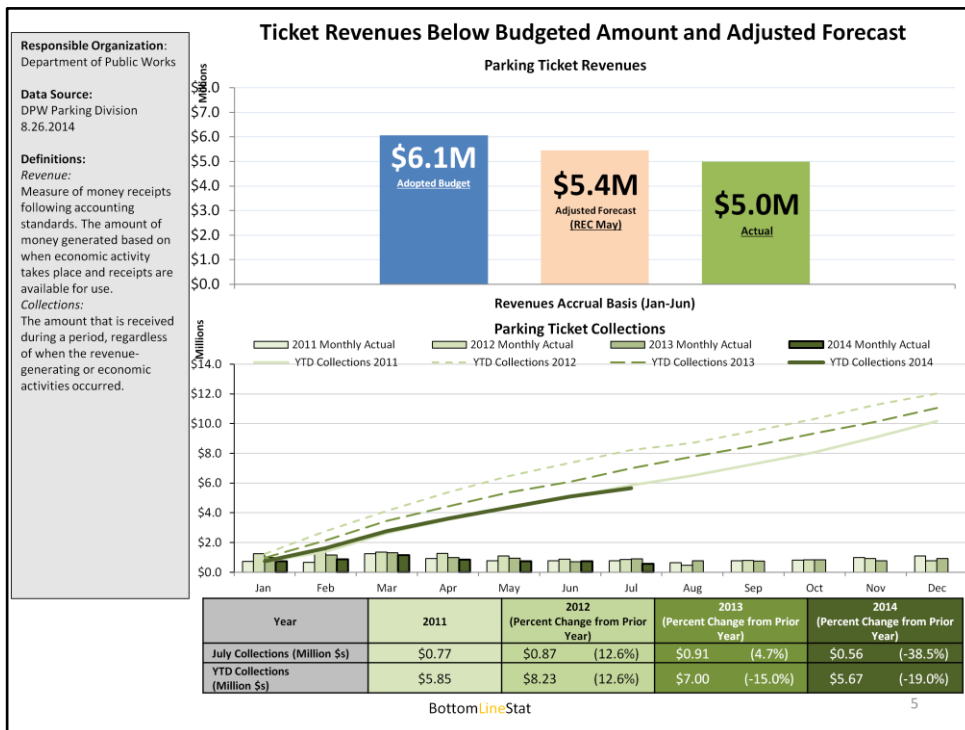 Ticket Revenues Below Budgeted Amount and Adjusted Forecast
Responsible Organization:
Department of Public Works
Data Source:
DPW Parking Division
8.26.2014
Definitions:
Revenue:
Measure of money receipts
following accounting
standards. The amount of
money generated based on
when economic activity
takes place and receipts are
available for use.
Collections:
The amount that is received
during a period, regardless
of when the revenue-
generating or economic
activities occurred.
Parking Ticket Revenues
Millions
$8.0
$7.0
$6.0
$5.0
$4.0
$3.0
$2.0
$1.0
$0.0
$6.1M
Adopted Budget
$5.4M
Adjusted Forecast
(REC May)
$5.0M
Actual
Revenues Accrual Basis (Jan-Jun)
Parking Ticket Collections
Millions
2011 Monthly Actual 2012 Monthly Actual 2013 Monthly Actual 2014 Monthly Actual
YTD Collections 2011 YTD Collections 2012 YTD Collections 2013 YTD Collections 2014
$14.0
$12.0
$10.0
$8.0
$6.0
$4.0
$2.0
$0.0
Jan Feb Mar Apr May Jun Jul Aug Sep Oct Nov Dec
Year 2011 2012 (Percent Change from Prior Year) 2013 (Percent Change from Prior Year) 2014 (Percent Change from Prior Year)
July Collections (Million $s) $0.77 $0.87 (12.6%) $0.91 (4.7%) $0.56 (-38.5%)
YTD Collections (Million $s) $5.85 $8.23 (12.6%) $7.00 (-15.0%) $5.67 (-19.0%)
BottomLineStat
5